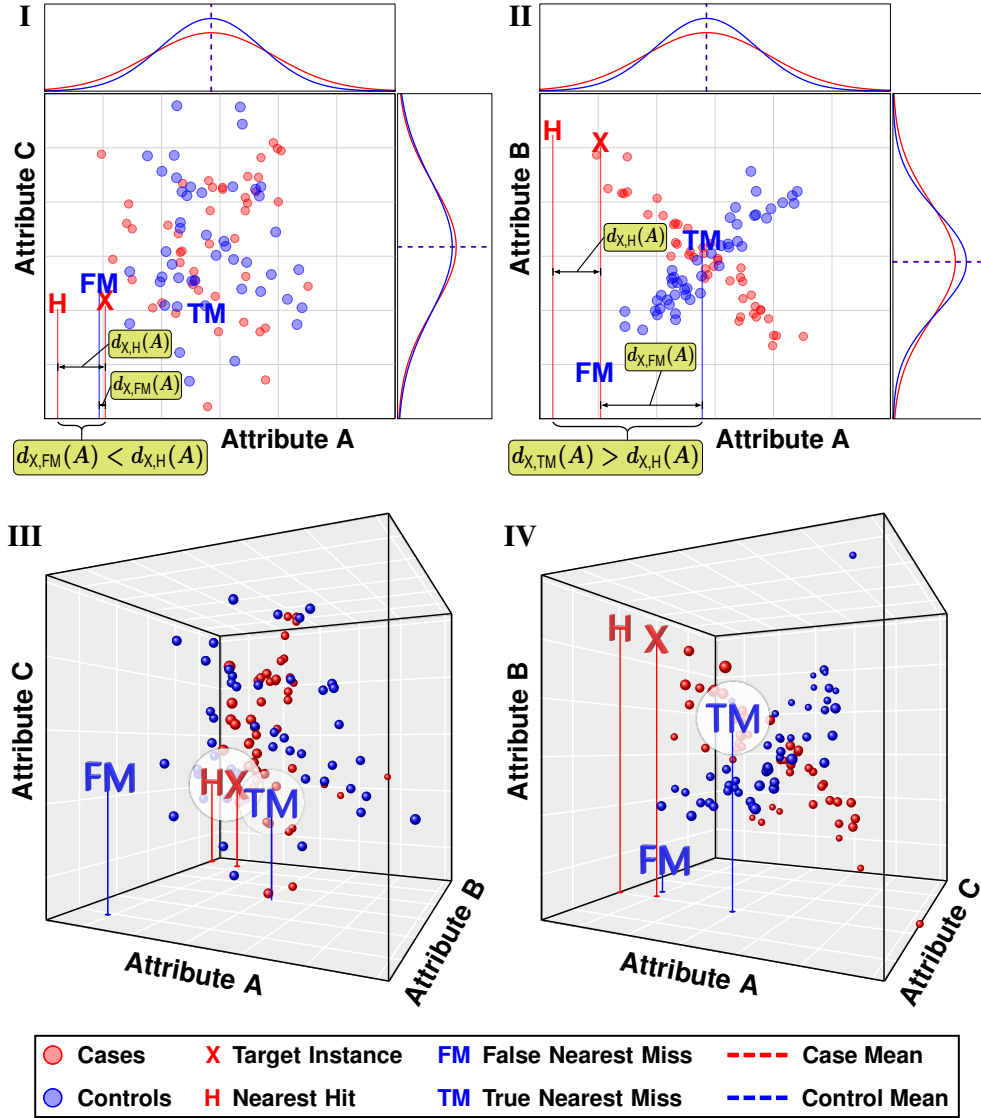 I
II
Attribute C
Attribute B
H
FM
X
TM
d_{X,H}(A)
d_{X,FM}(A)
Attribute A
d_{X,FM}(A) < d_{X,H}(A)
H
X
TM
FM
d_{X,H}(A)
d_{X,FM}(A)
Attribute A
d_{X,TM}(A) > d_{X,H}(A)
III
IV
Attribute C
FM
H
X
TM
Attribute A
Attribute B
Attribute B
H
X
TM
FM
Attribute A
Attribute C
Cases X Target Instance FM False Nearest Miss Case Mean
Controls H Nearest Hit TM True Nearest Miss Control Mean